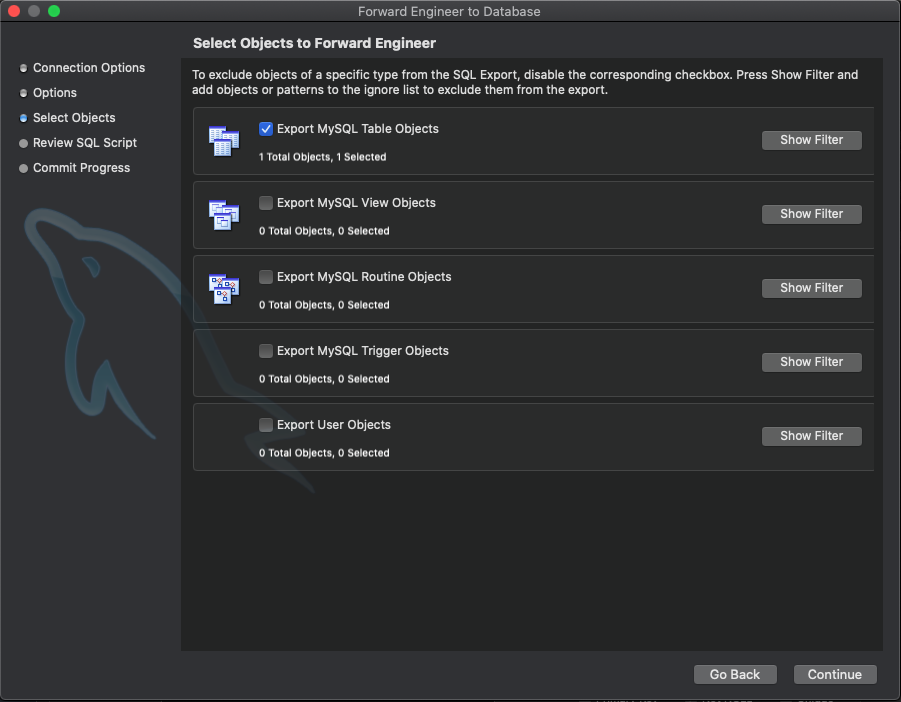 Forward Engineer to Database
Select Objects to Forward Engineer
Connection Options
Options
Select Objects
Review SQL Script
Commit Progress
To exclude objects of a specific type from the SQL Export, disable the corresponding checkbox. Press Show Filter and
add objects or patterns to the ignore list to exclude them from the export.
Export MySQL Table Objects
1 Total Objects, 1 Selected
Show Filter
Export MySQL View Objects
0 Total Objects, 0 Selected
Show Filter
Export MySQL Routine Objects
0 Total Objects, 0 Selected
Show Filter
Export MySQL Trigger Objects
0 Total Objects, 0 Selected
Show Filter
Export User Objects
0 Total Objects, 0 Selected
Show Filter
Go Back
Continue